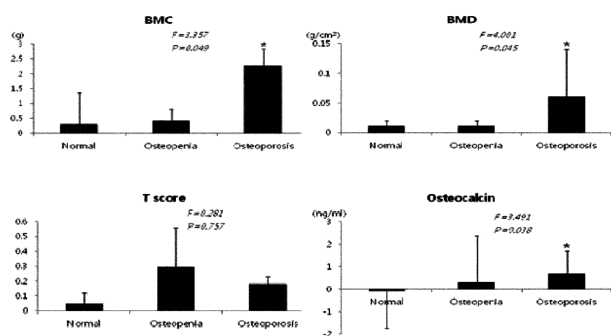 BMC
(g)
F=3.357
P=0.049
3
2.5
2
1.5
1
0.5
0
*
Normal Osteopenia Osteoporosis
BMD
(g/cm²)
F=4.001
P=0.045
0.15
0.1
0.05
0
*
Normal Osteopenia Osteoporosis
T score
F=0.281
P=0.757
0.6
0.5
0.4
0.3
0.2
0.1
0
Normal Osteopenia Osteoporosis
Osteocalcin
(ng/ml)
F=3.491
P=0.038
3
2
1
0
-1
-2
*
Normal Osteopenia Osteoporosis